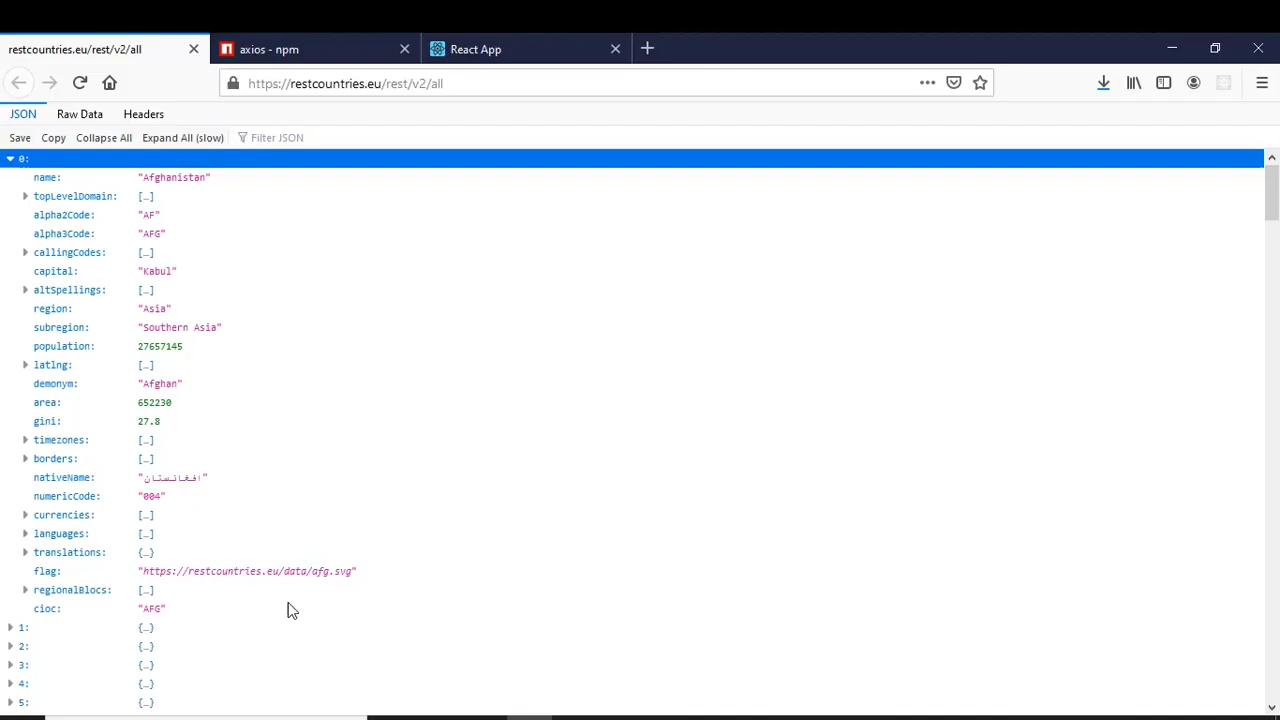 restcountries.eu/rest/v2/all
axios - npm
React App
https://restcountries.eu/rest/v2/all
JSON Raw Data Headers
Save Copy Collapse All Expand All (slow) Filter JSON
0:
name: "Afghanistan"
topLevelDomain: […]
alpha2Code: "AF"
alpha3Code: "AFG"
callingCodes: […]
capital: "Kabul"
altSpellings: […]
region: "Asia"
subregion: "Southern Asia"
population: 27657145
latlng: […]
demonym: "Afghan"
area: 652230
gini: 27.8
timezones: […]
borders: […]
nativeName: "افغانستان"
numericCode: "004"
currencies: […]
languages: […]
translations: {…}
flag: "https://restcountries.eu/data/afg.svg"
regionalBlocs: […]
cioc: "AFG"
1: {…}
2: {…}
3: {…}
4: {…}
5: {…}